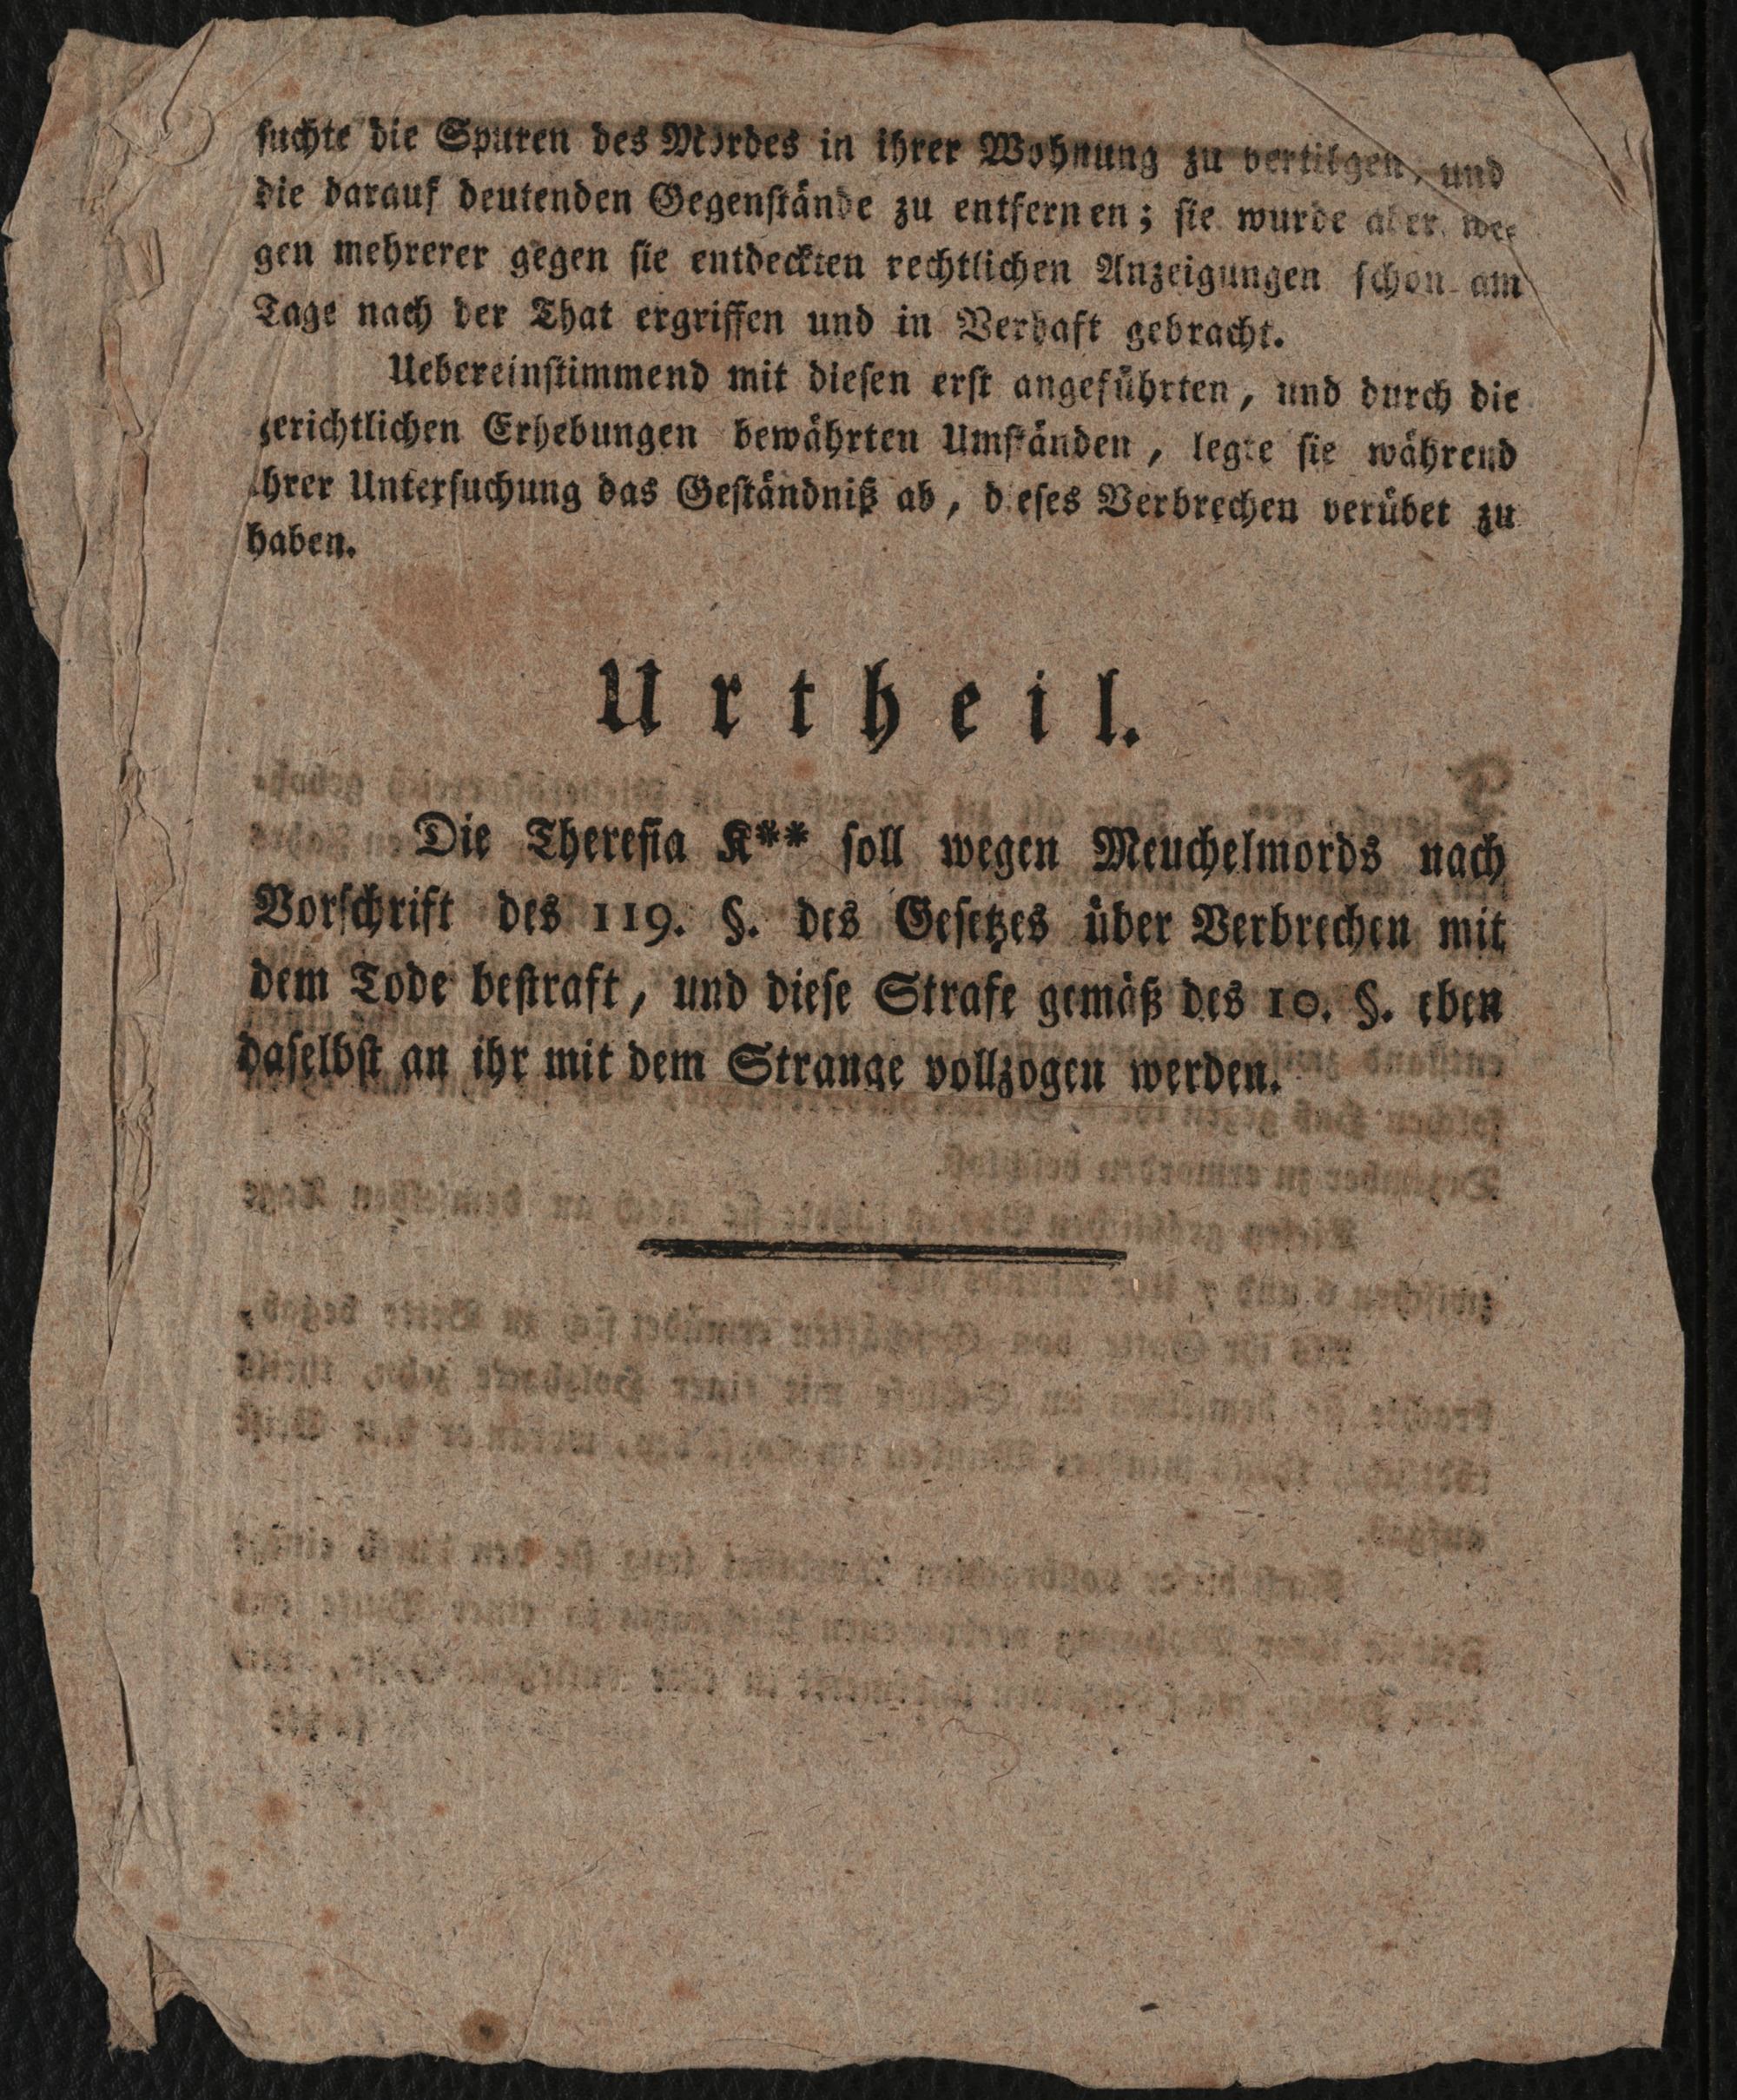 suchte die Spuren des Mordes in ihrer Wohnung zu vertilgen, und
die darauf deutenden Gegenstände zu entfernen; sie wurde aber we-
gen mehrerer gegen sie entdeckten rechtlichen Anzeigungen schon am
Tage nach der That ergriffen und in Verhaft gebracht.
Uebereinstimmend mit diesen erst angeführten, und durch die
gerichtlichen Erhebungen bewährten Umständen, legte sie während
ihrer Untersuchung das Geständniß ab, dieses Verbrechen verübet zu
haben.
Urtheil.
Die Theresia K** soll wegen Meuchelmords nach
Vorschrift des 119. §. des Gesetzes über Verbrechen mit
dem Tode bestraft, und diese Strafe gemäß des 10. §. eben
daselbst an ihr mit dem Strange vollzogen werden.